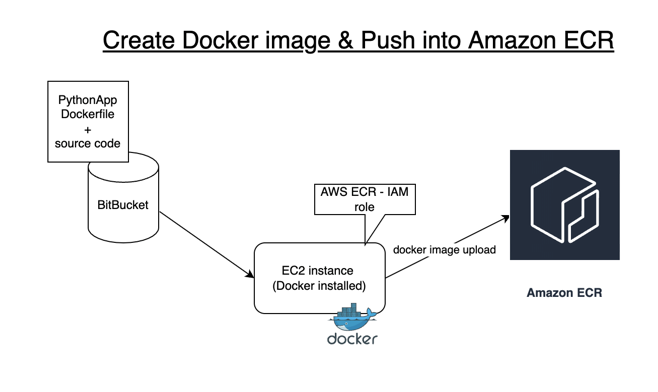 Create Docker image & Push into Amazon ECR
PythonApp
Dockerfile
+
source code
BitBucket
AWS ECR - IAM
role
EC2 instance
(Docker installed)
docker
docker image upload
Amazon ECR